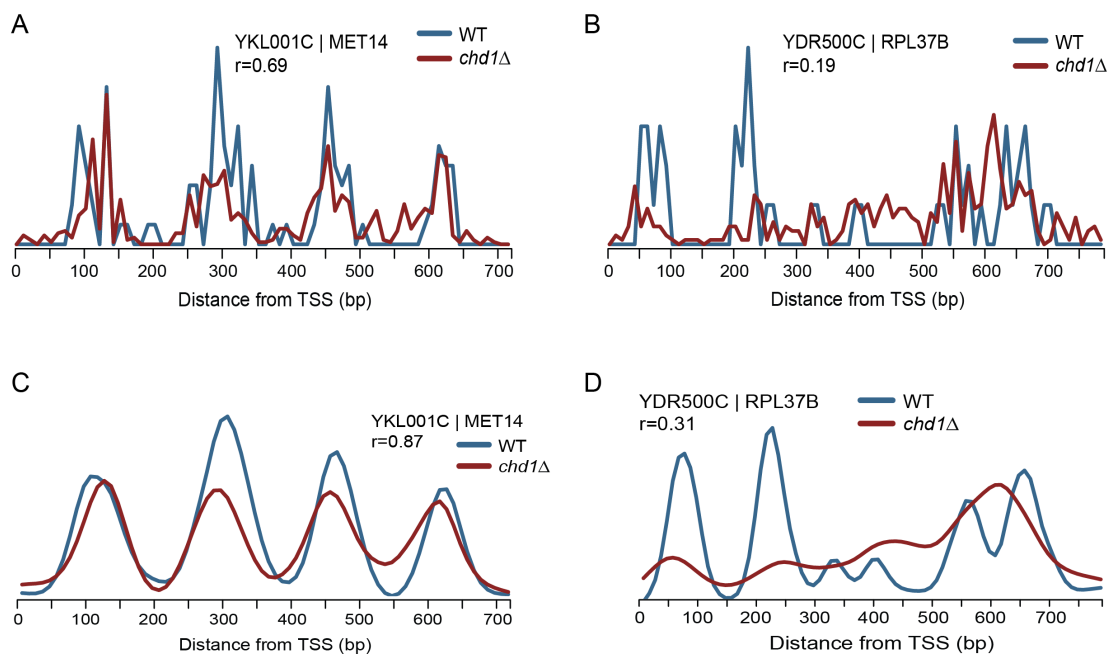 A
YKL001C | MET14
r=0.69
WT
chd1Δ
0 100 200 300 400 500 600 700
Distance from TSS (bp)
B
YDR500C | RPL37B
r=0.19
WT
chd1Δ
0 100 200 300 400 500 600 700
Distance from TSS (bp)
C
YKL001C | MET14
r=0.87
WT
chd1Δ
0 100 200 300 400 500 600 700
Distance from TSS (bp)
D
YDR500C | RPL37B
r=0.31
WT
chd1Δ
0 100 200 300 400 500 600 700
Distance from TSS (bp)